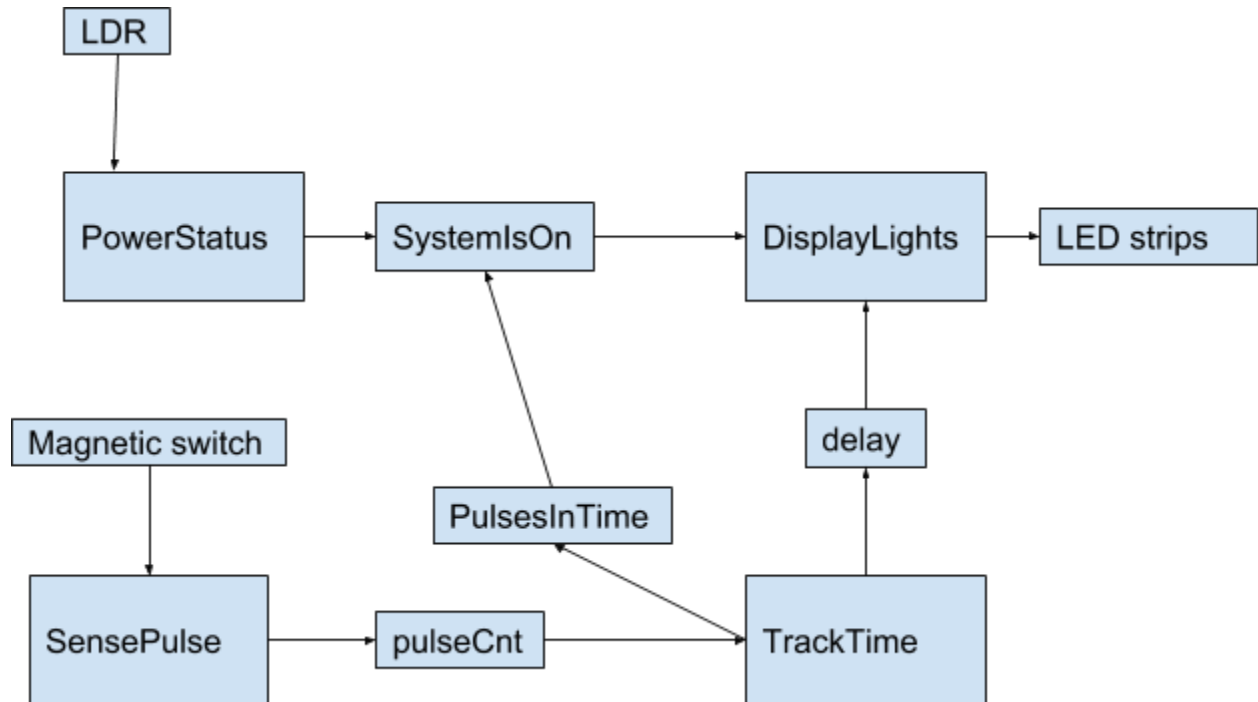 LDR
PowerStatus
SystemIsOn
DisplayLights
LED strips
Magnetic switch
delay
PulsesInTime
SensePulse
pulseCnt
TrackTime